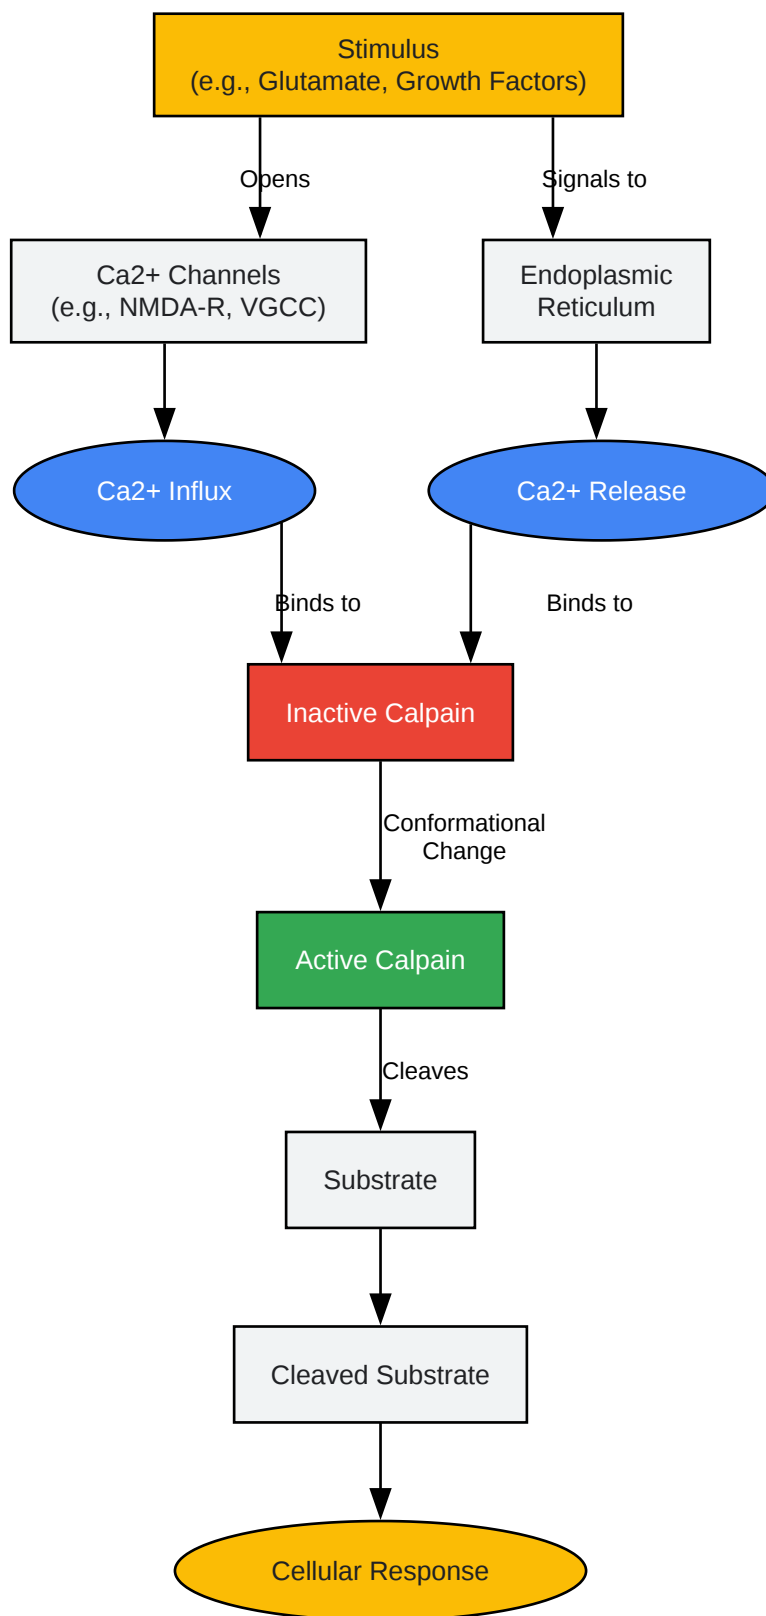 Stimulus
(e.g., Glutamate, Growth Factors)
Opens
Signals to
Ca2+ Channels
(e.g., NMDA-R, VGCC)
Endoplasmic
Reticulum
Ca2+ Influx
Ca2+ Release
Binds to
Binds to
Inactive Calpain
Conformational
Change
Active Calpain
Cleaves
Substrate
Cleaved Substrate
Cellular Response